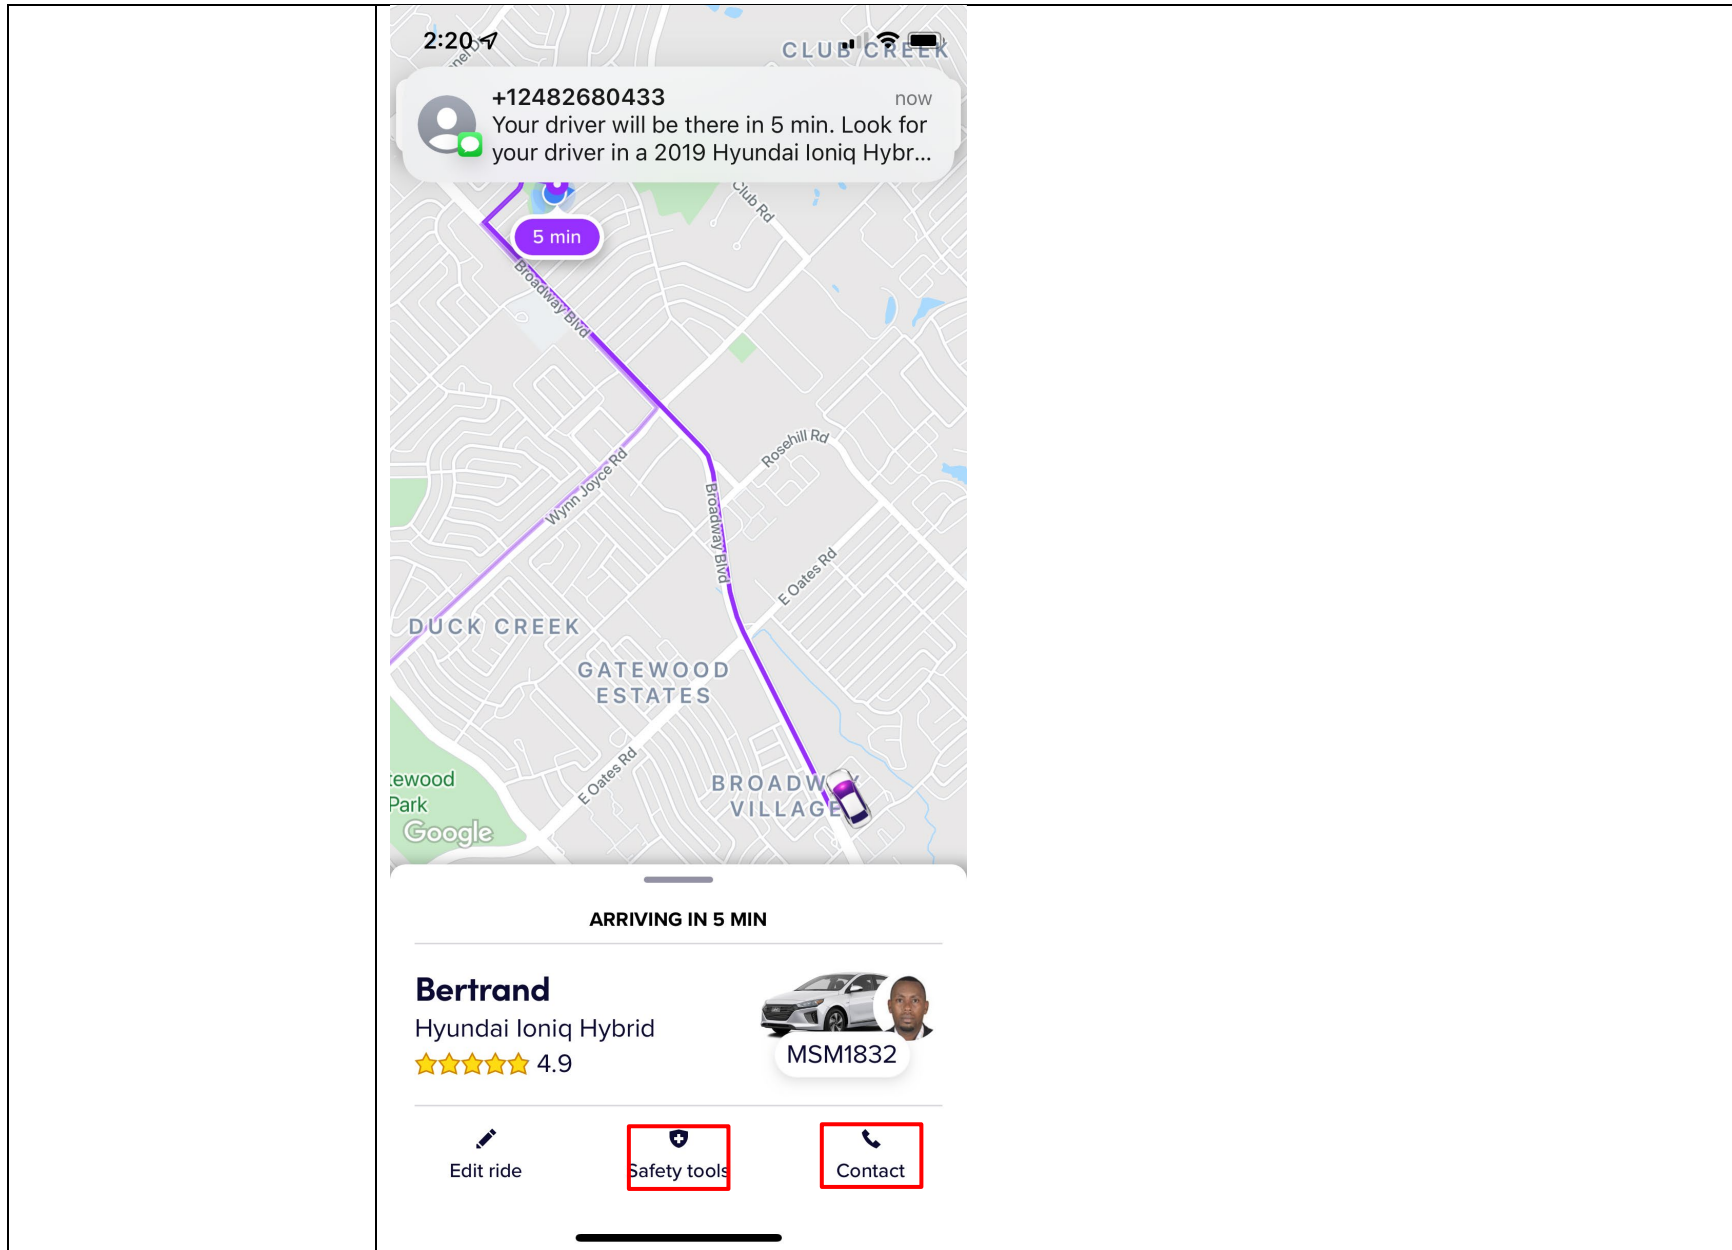 2:20
CLUB CREEK
+12482680433
now
Your driver will be there in 5 min. Look for
your driver in a 2019 Hyundai Ioniq Hybr...
Club Rd
5 min
Broadway Blvd
Rosehill Rd
Wynn Joyce Rd
Broadway Blvd
E Oates Rd
DUCK CREEK
GATEWOOD
ESTATES
E Oates Rd
BROADW
VILLAGE
ewood
Park
Google
ARRIVING IN 5 MIN
Bertrand
Hyundai Ioniq Hybrid
4.9
MSM1832
Edit ride
Safety tools
Contact